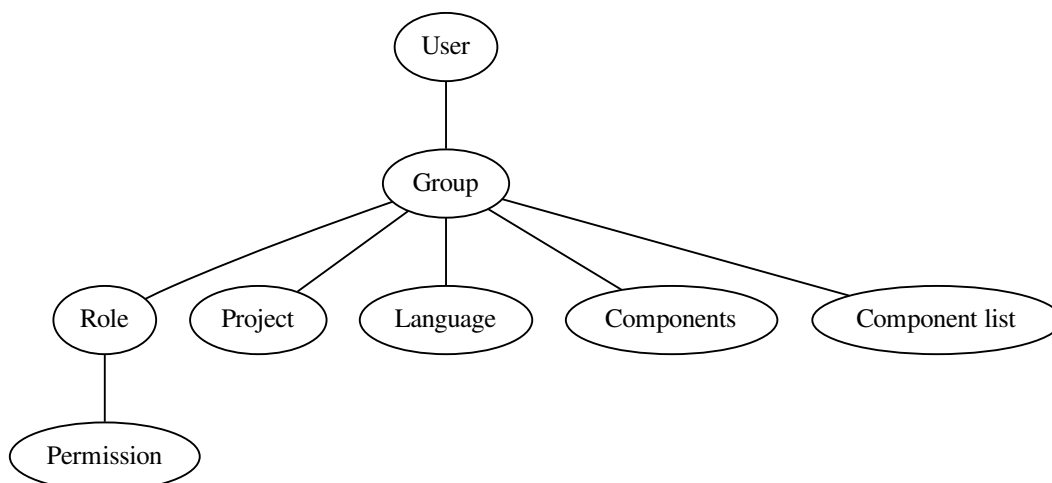 User
Group
Role
Project
Language
Components
Component list
Permission